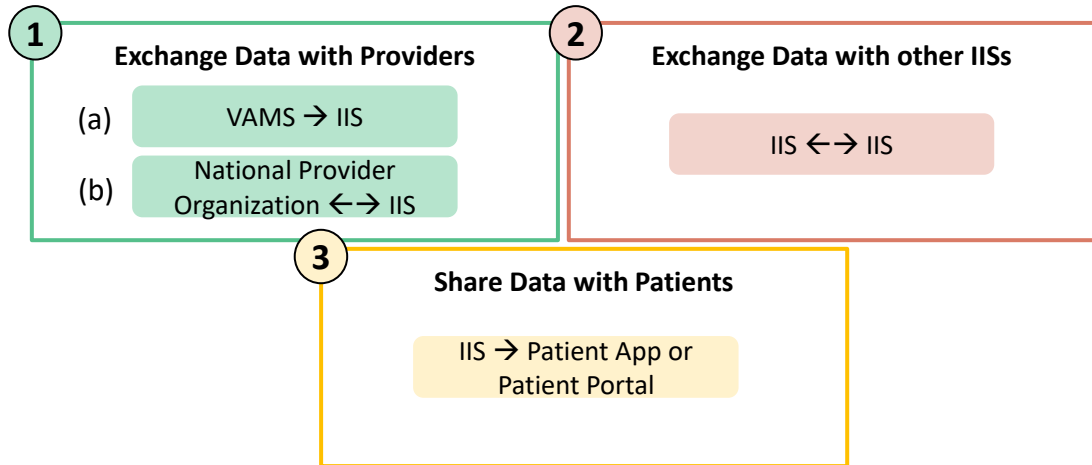 1
Exchange Data with Providers
(a)
VAMS → IIS
(b)
National Provider
Organization ←→ IIS
2
Exchange Data with other IISs
IIS ←→ IIS
3
Share Data with Patients
IIS → Patient App or
Patient Portal